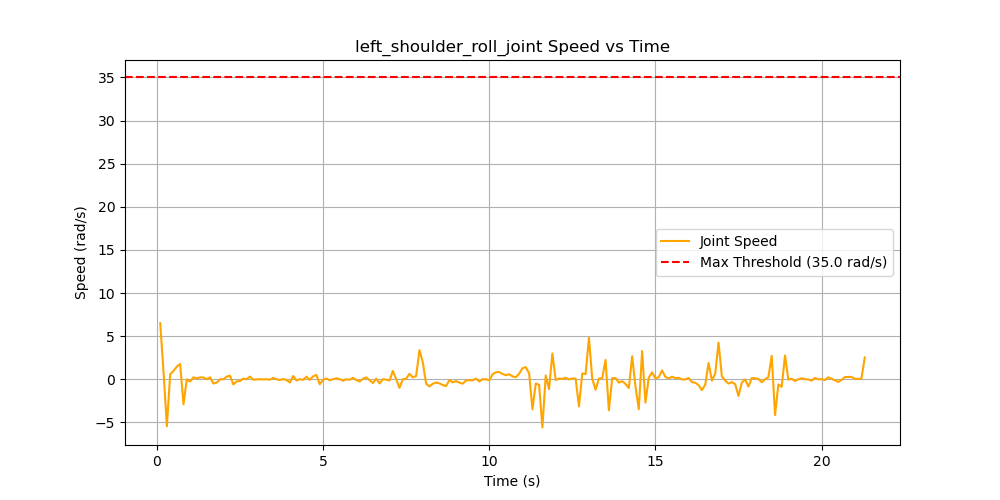 left_shoulder_roll_joint Speed vs Time
Speed (rad/s)
35
30
25
20
15
10
5
0
−5
Joint Speed
Max Threshold (35.0 rad/s)
0 5 10 15 20
Time (s)